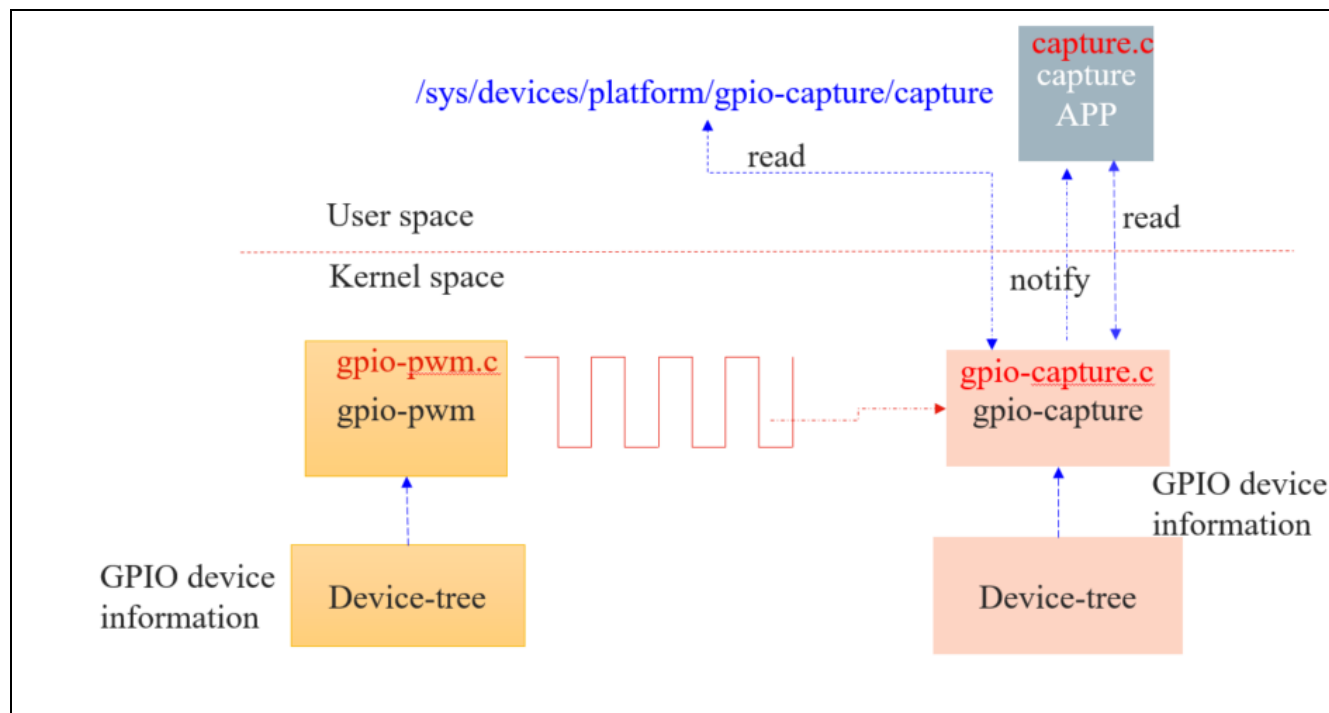 capture.c
capture
APP
/sys/devices/platform/gpio-capture/capture
read
User space
read
Kernel space
notify
gpio-pwm.c
gpio-pwm
gpio-capture.c
gpio-capture
GPIO device
information
GPIO device
information
Device-tree
Device-tree